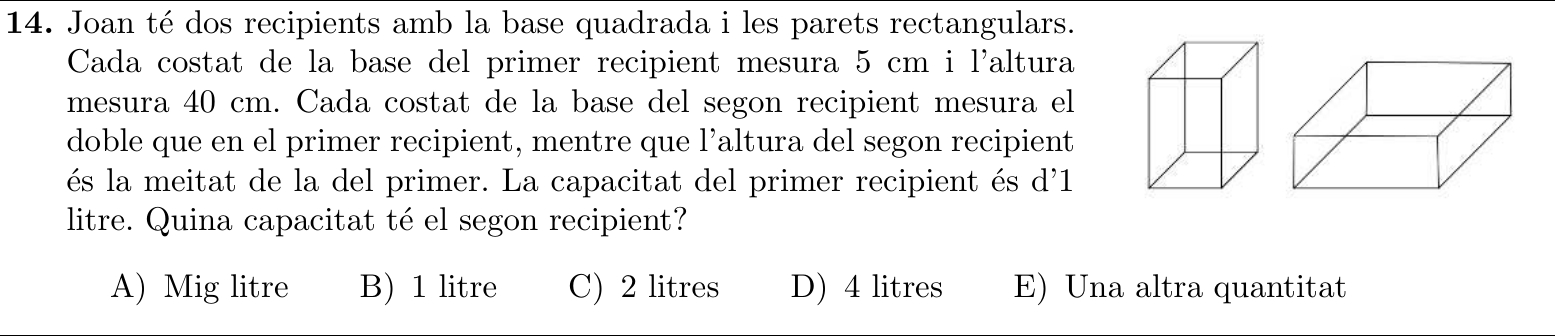 14. Joan té dos recipients amb la base quadrada i les parets rectangulars.
Cada costat de la base del primer recipient mesura 5 cm i l'altura
mesura 40 cm. Cada costat de la base del segon recipient mesura el
doble que en el primer recipient, mentre que l'altura del segon recipient
és la meitat de la del primer. La capacitat del primer recipient és d'1
litre. Quina capacitat té el segon recipient?
A) Mig litre B) 1 litre C) 2 litres D) 4 litres E) Una altra quantitat